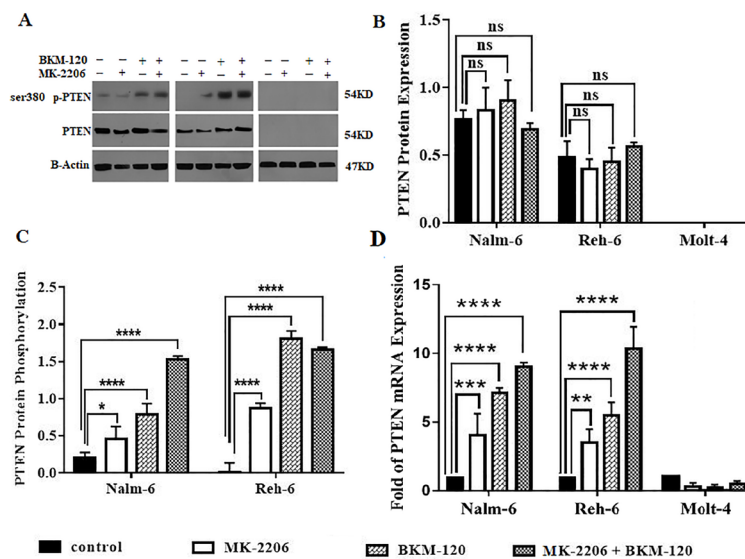 A
BKM-120 – – + + – – + + – – + +
MK-2206 – + – + – + – + – + – +
ser380 p-PTEN 54KD
PTEN 54KD
B-Actin 47KD
B
PTEN Protein Expression
1.5
1.0
0.5
0.0
ns
ns
ns
ns
ns
ns
Nalm-6 Reh-6 Molt-4
C
PTEN Protein Phosphorylation
2.5
2.0
1.5
1.0
0.5
0.0
****
****
*
****
****
****
Nalm-6 Reh-6
D
Fold of PTEN mRNA Expression
15
10
5
0
****
****
***
****
****
**
Nalm-6 Reh-6 Molt-4
control MK-2206 BKM-120 MK-2206 + BKM-120